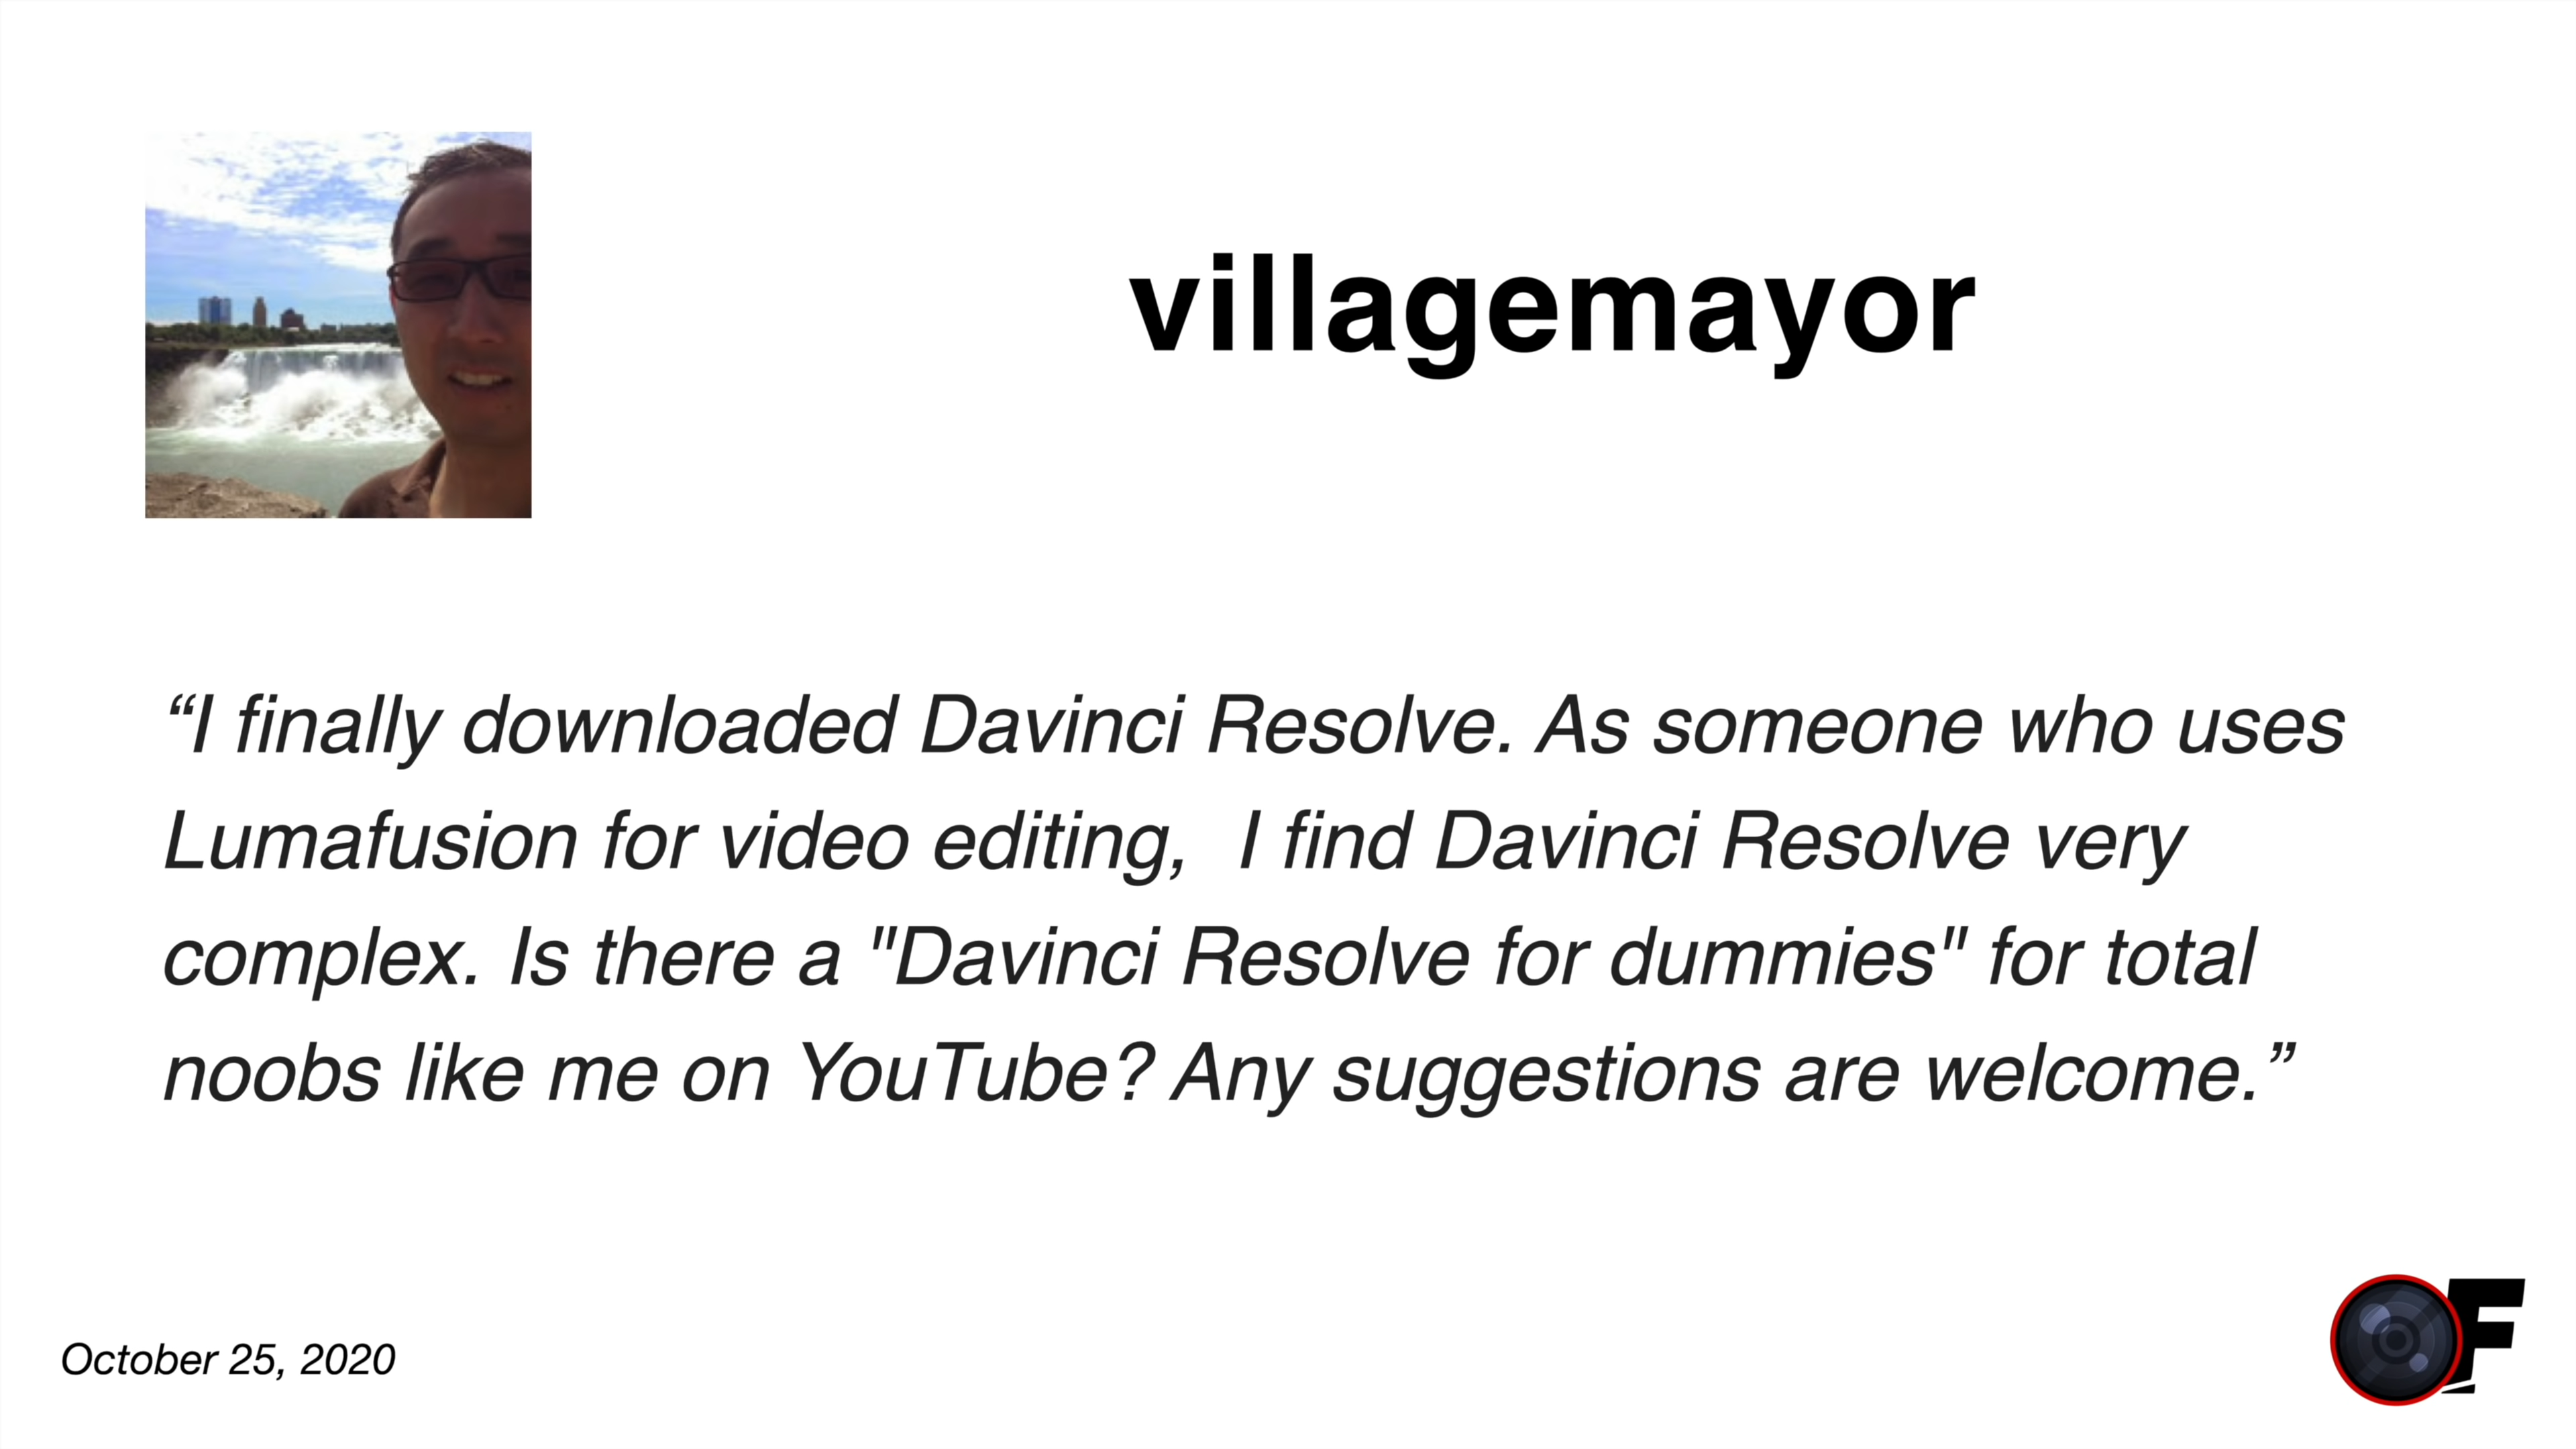 villagemayor
“I finally downloaded Davinci Resolve. As someone who uses
Lumafusion for video editing,  I find Davinci Resolve very
complex. Is there a "Davinci Resolve for dummies" for total
noobs like me on YouTube? Any suggestions are welcome.”
October 25, 2020
F